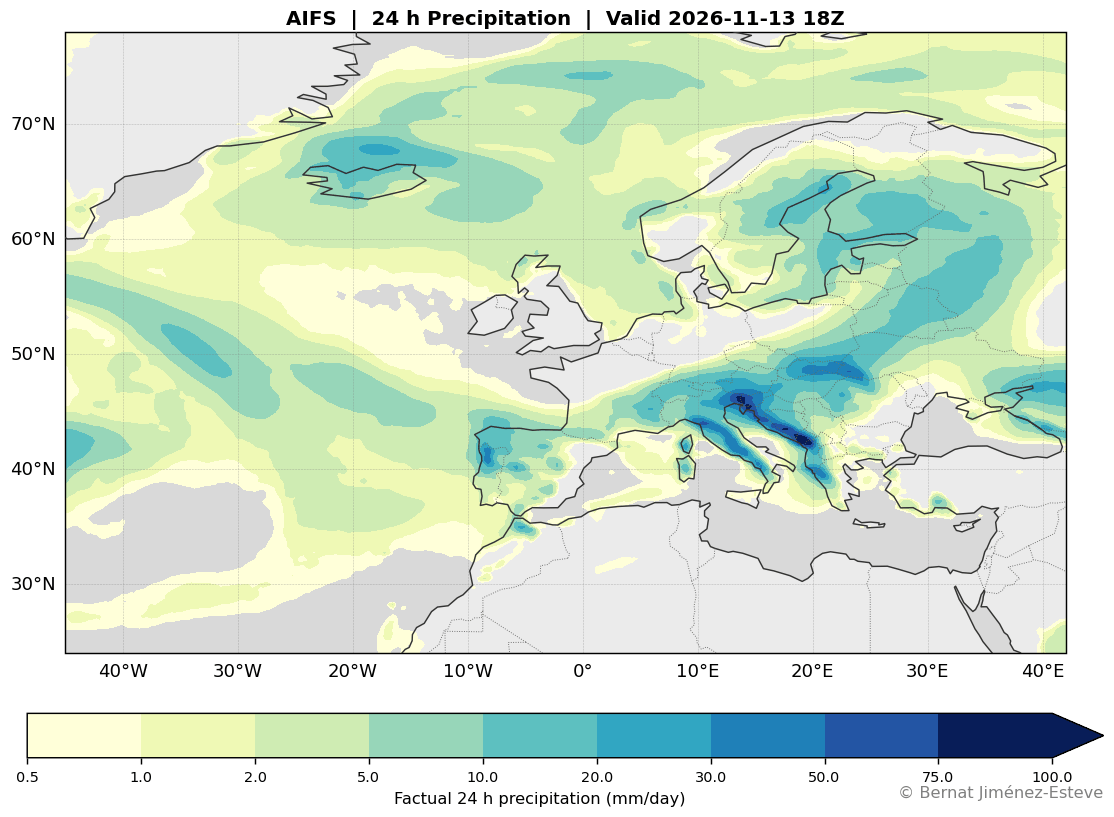 AIFS | 24 h Precipitation | Valid 2026-11-13 18Z
70°N
60°N
50°N
40°N
30°N
40°W 30°W 20°W 10°W 0° 10°E 20°E 30°E 40°E
0.5 1.0 2.0 5.0 10.0 20.0 30.0 50.0 75.0 100.0
Factual 24 h precipitation (mm/day)
© Bernat Jiménez-Esteve